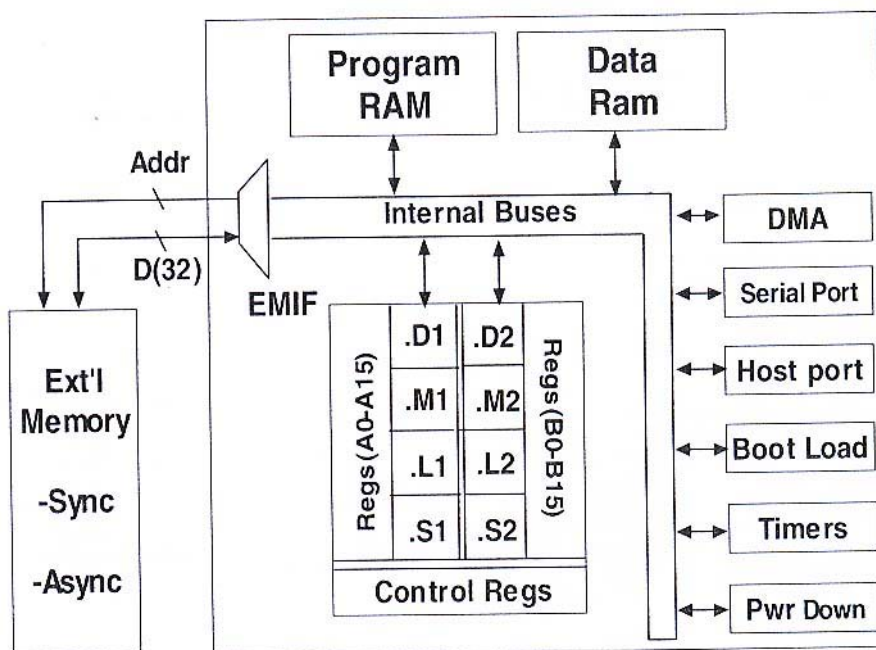 Program
RAM
Data
Ram
Addr
Internal Buses
DMA
D(32)
EMIF
Serial Port
Ext'l
Memory
-Sync
-Async
Regs(A0-A15)
.D1
.D2
.M1
.M2
.L1
.L2
.S1
.S2
Regs(B0-B15)
Control Regs
Host port
Boot Load
Timers
Pwr Down